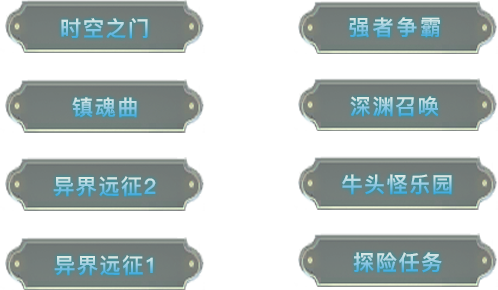 时空之门
强者争霸
镇魂曲
深渊召唤
异界远征2
牛头怪乐园
异界远征1
探险任务